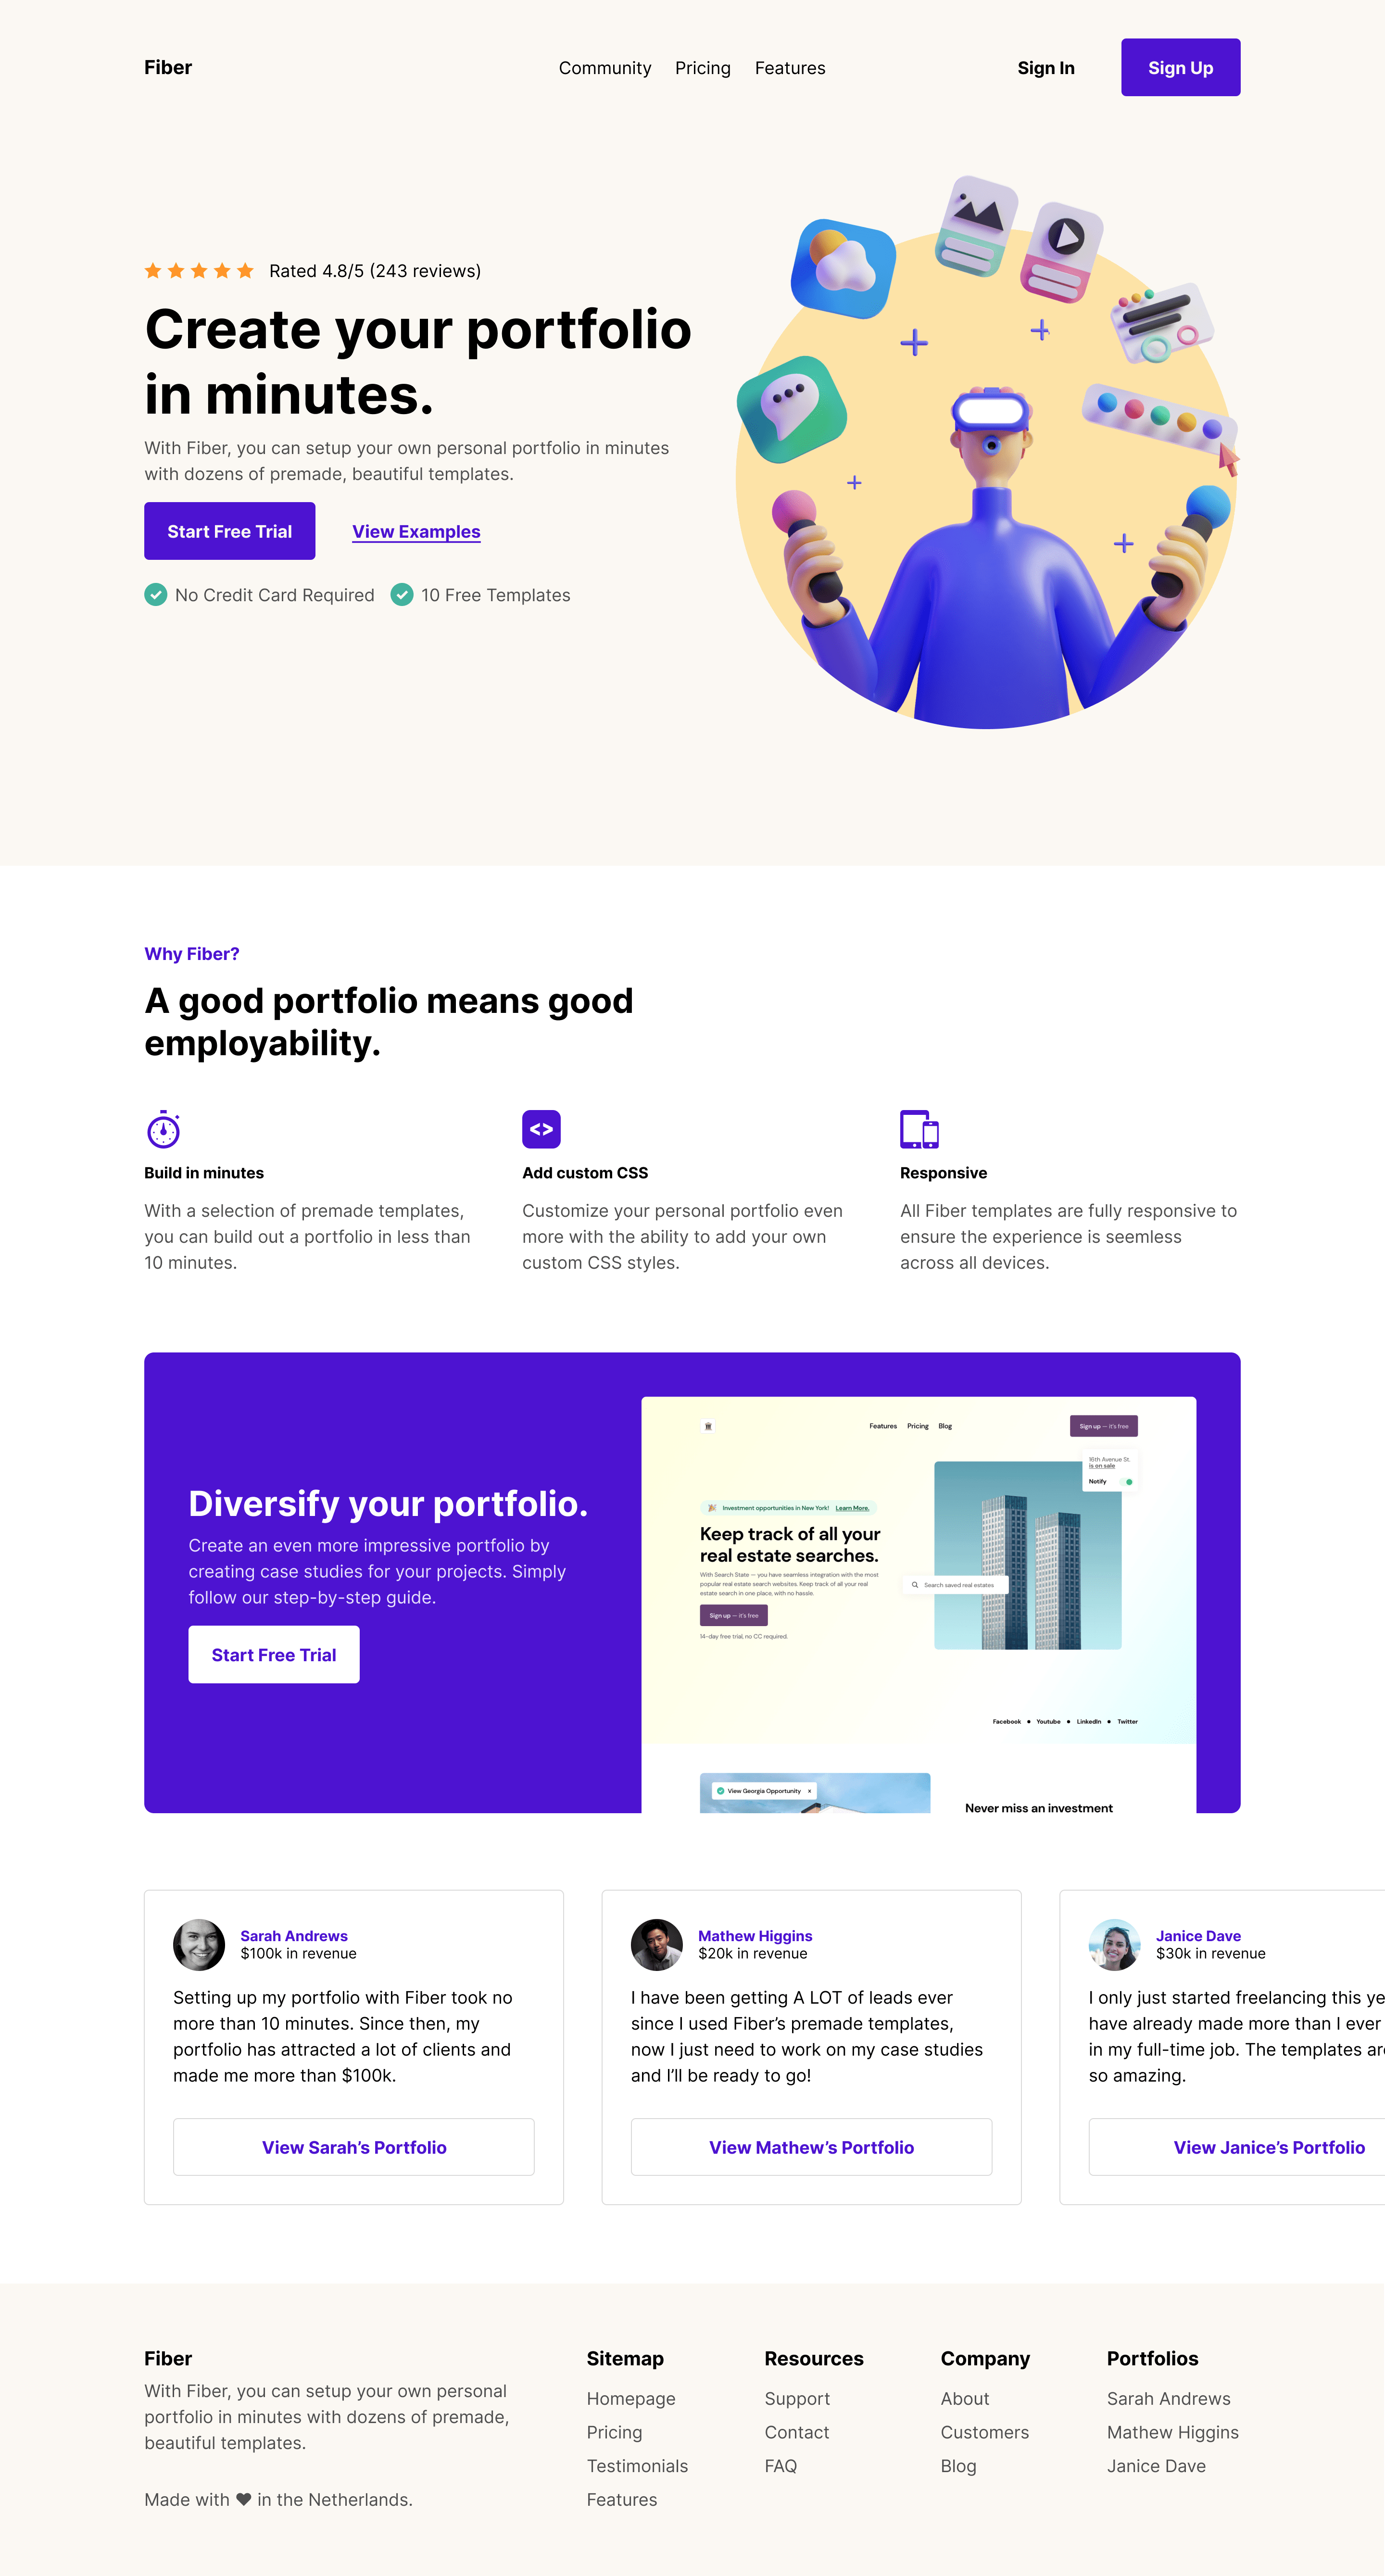 Fiber
Community Pricing Features
Sign In
Sign Up
Rated 4.8/5 (243 reviews)
Create your portfolio
in minutes.
With Fiber, you can setup your own personal portfolio in minutes
with dozens of premade, beautiful templates.
Start Free Trial
View Examples
No Credit Card Required
10 Free Templates
Why Fiber?
A good portfolio means good
employability.
Build in minutes
With a selection of premade templates,
you can build out a portfolio in less than
10 minutes.
Add custom CSS
Customize your personal portfolio even
more with the ability to add your own
custom CSS styles.
Responsive
All Fiber templates are fully responsive to
ensure the experience is seemless
across all devices.
Diversify your portfolio.
Create an even more impressive portfolio by
creating case studies for your projects. Simply
follow our step-by-step guide.
Start Free Trial
Features Pricing Blog
Sign up — it's free
16th Avenue St.
is on sale
Notify
Investment opportunities in New York! Learn More.
Keep track of all your
real estate searches.
With Search State — you have seamless integration with the most
popular real estate search websites. Keep track of all your real
estate search in one place, with no hassle.
Search saved real estates
Sign up — it's free
14-day free trial, no CC required.
Facebook • Youtube • LinkedIn • Twitter
View Georgia Opportunity x
Never miss an investment
Sarah Andrews
$100k in revenue
Setting up my portfolio with Fiber took no
more than 10 minutes. Since then, my
portfolio has attracted a lot of clients and
made me more than $100k.
View Sarah’s Portfolio
Mathew Higgins
$20k in revenue
I have been getting A LOT of leads ever
since I used Fiber’s premade templates,
now I just need to work on my case studies
and I’ll be ready to go!
View Mathew’s Portfolio
Janice Dave
$30k in revenue
I only just started freelancing this ye
have already made more than I ever
in my full-time job. The templates ar
so amazing.
View Janice’s Portfolio
Fiber
With Fiber, you can setup your own personal
portfolio in minutes with dozens of premade,
beautiful templates.
Made with ♥ in the Netherlands.
Sitemap
Homepage
Pricing
Testimonials
Features
Resources
Support
Contact
FAQ
Company
About
Customers
Blog
Portfolios
Sarah Andrews
Mathew Higgins
Janice Dave